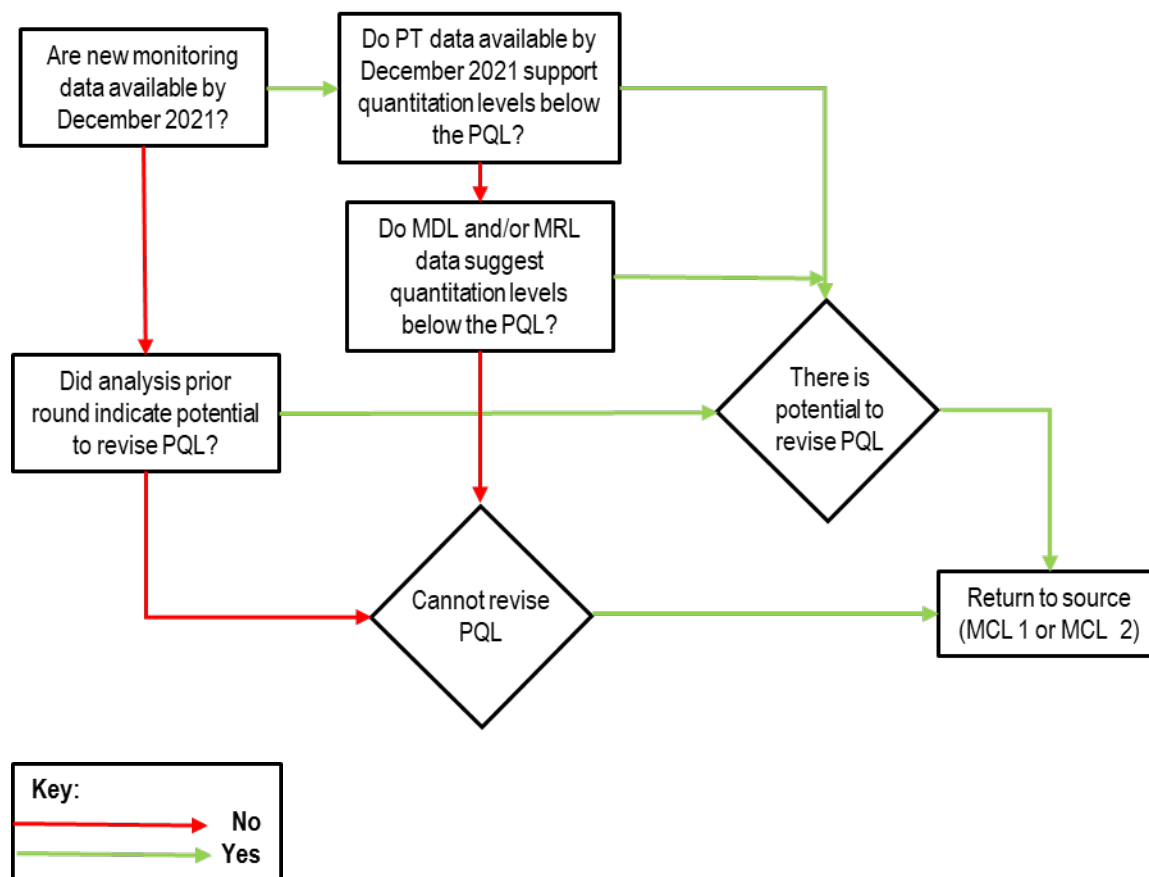 Are new monitoring
data available by
December 2021?
Do PT data available by
December 2021 support
quantitation levels below
the PQL?
Do MDL and/or MRL
data suggest
quantitation levels
below the PQL?
Did analysis prior
round indicate potential
to revise PQL?
There is
potential to
revise PQL
Cannot revise
PQL
Return to source
(MCL 1 or MCL 2)
Key:
No
Yes